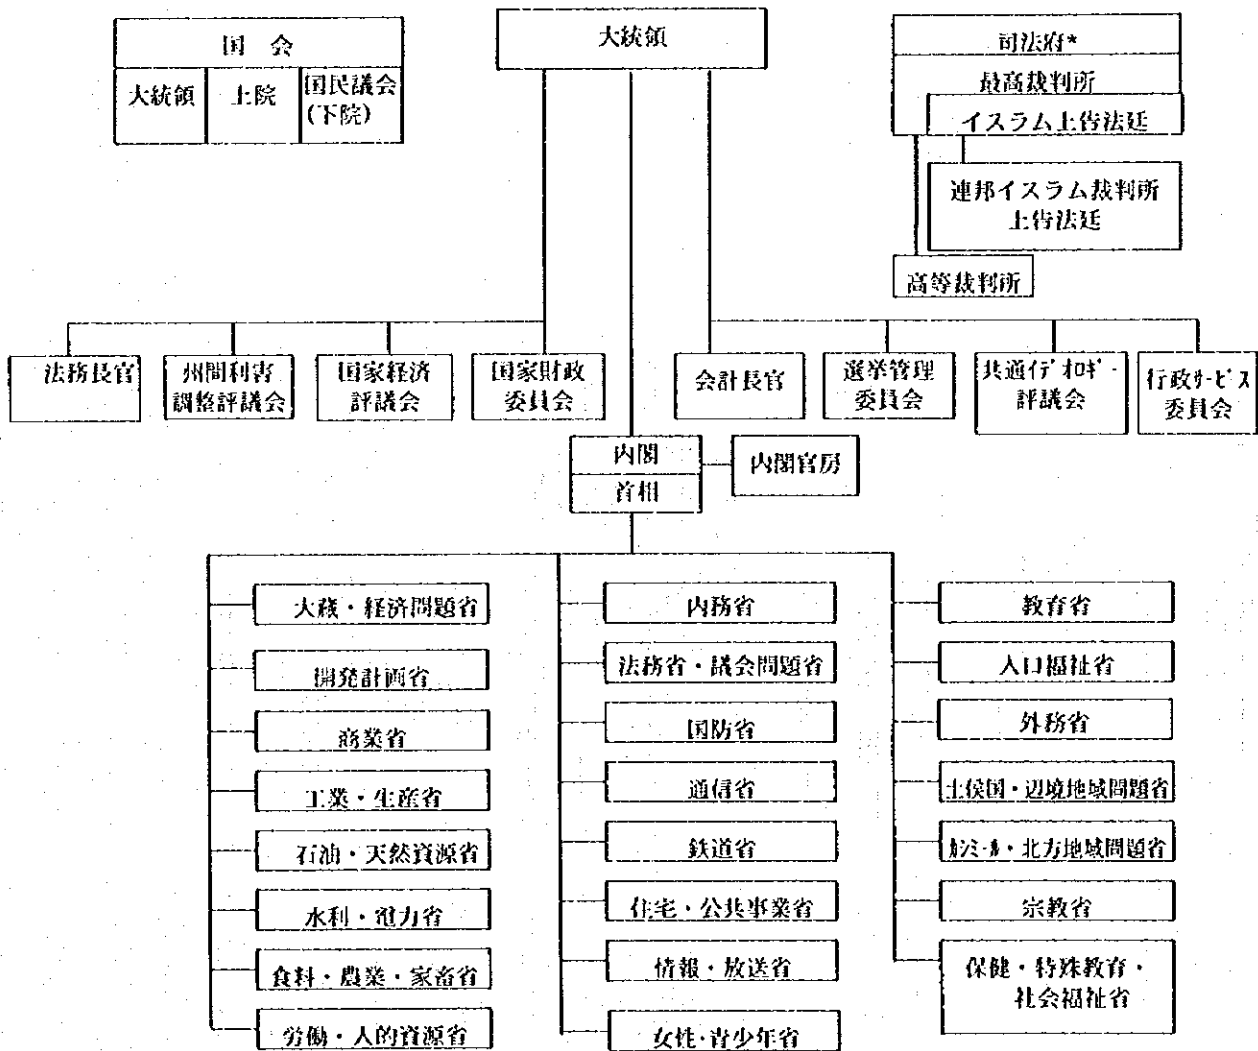 国 会
大統領
上院
国民議会
(下院)
大統領
司法府*
最高裁判所
イスラム上告法廷
連邦イスラム裁判所
上告法廷
高等裁判所
法務長官
州間利害
調整評議会
国家経済
評議会
国家財政
委員会
会計長官
選挙管理
委員会
共通イデオロギー
評議会
行政サービス
委員会
内閣
首相
内閣官房
大蔵・経済問題省
開発計画省
商業省
工業・生産省
石油・天然資源省
水利・電力省
食料・農業・家畜省
労働・人的資源省
内務省
法務省・議会問題省
国防省
通信省
鉄道省
住宅・公共事業省
情報・放送省
女性・青少年省
教育省
人口福祉省
外務省
土侯国・辺境地域問題省
カシミール・北方地域問題省
宗教省
保健・特殊教育・
社会福祉省